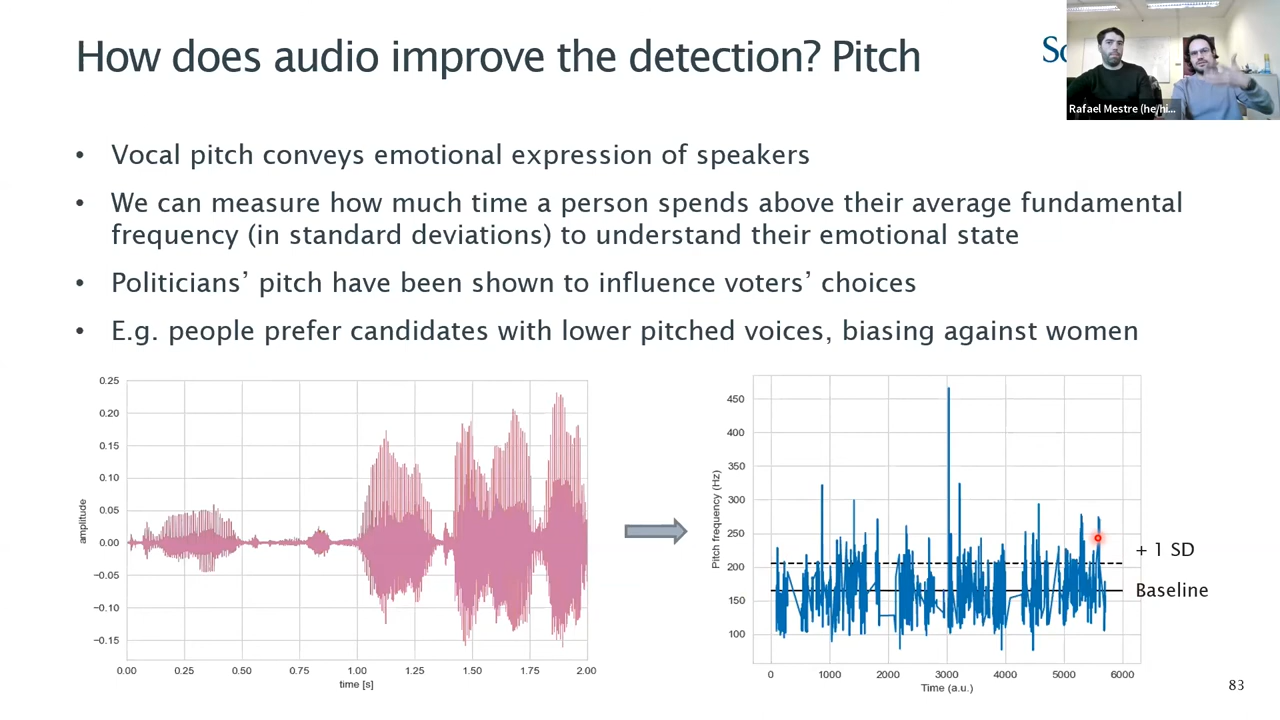 How does audio improve the detection? Pitch
Rafael Mestre (he/hi...
• Vocal pitch conveys emotional expression of speakers
• We can measure how much time a person spends above their average fundamental
frequency (in standard deviations) to understand their emotional state
• Politicians’ pitch have been shown to influence voters’ choices
• E.g. people prefer candidates with lower pitched voices, biasing against women
0.25
0.20
0.15
0.10
0.05
0.00
−0.05
−0.10
−0.15
amplitude
0.00 0.25 0.50 0.75 1.00 1.25 1.50 1.75 2.00
time [s]
450
400
350
300
250
200
150
100
Pitch frequency (Hz)
0 1000 2000 3000 4000 5000 6000
Time (a.u.)
+ 1 SD
Baseline
83